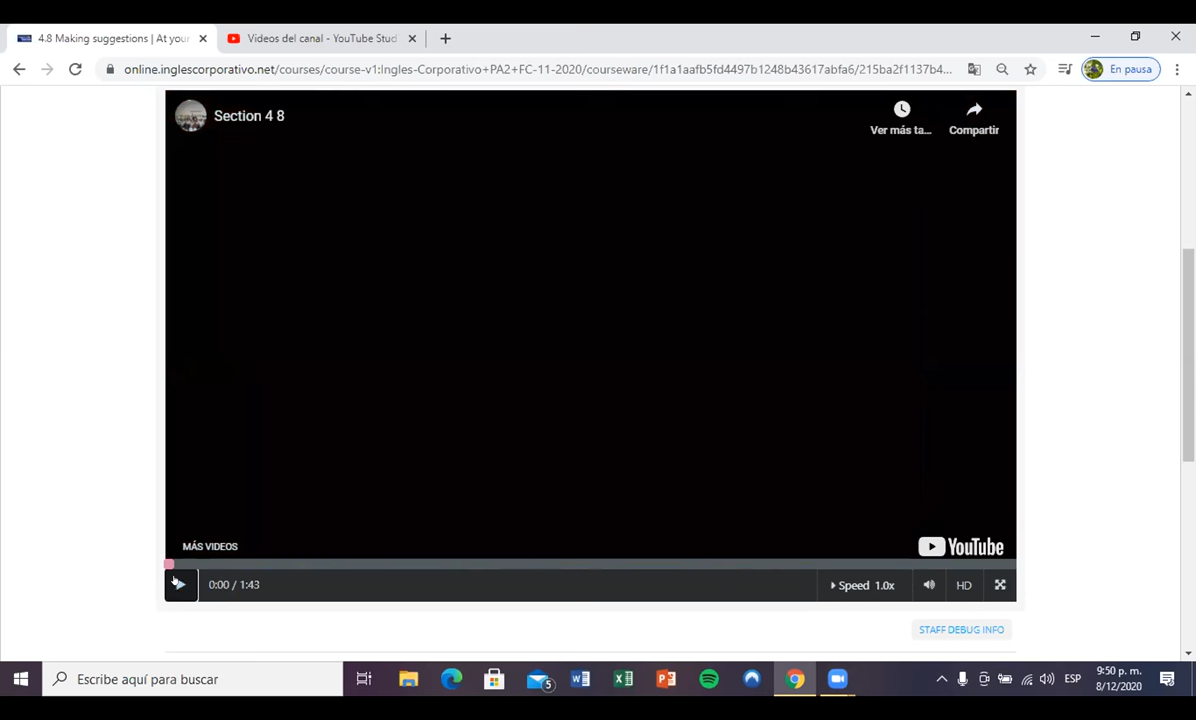 4.8 Making suggestions | At your
Videos del canal - YouTube Stud
online.inglescorporativo.net/courses/course-v1:Ingles-Corporativo+PA2+FC-11-2020/courseware/1f1a1aafb5fd4497b1248b43617abfa6/215ba2f1137b4...
En pausa
Section 4 8
Ver más ta...
Compartir
MÁS VIDEOS
YouTube
0:00 / 1:43
Speed 1.0x
HD
STAFF DEBUG INFO
Escribe aquí para buscar
5
ESP
9:50 p. m.
8/12/2020